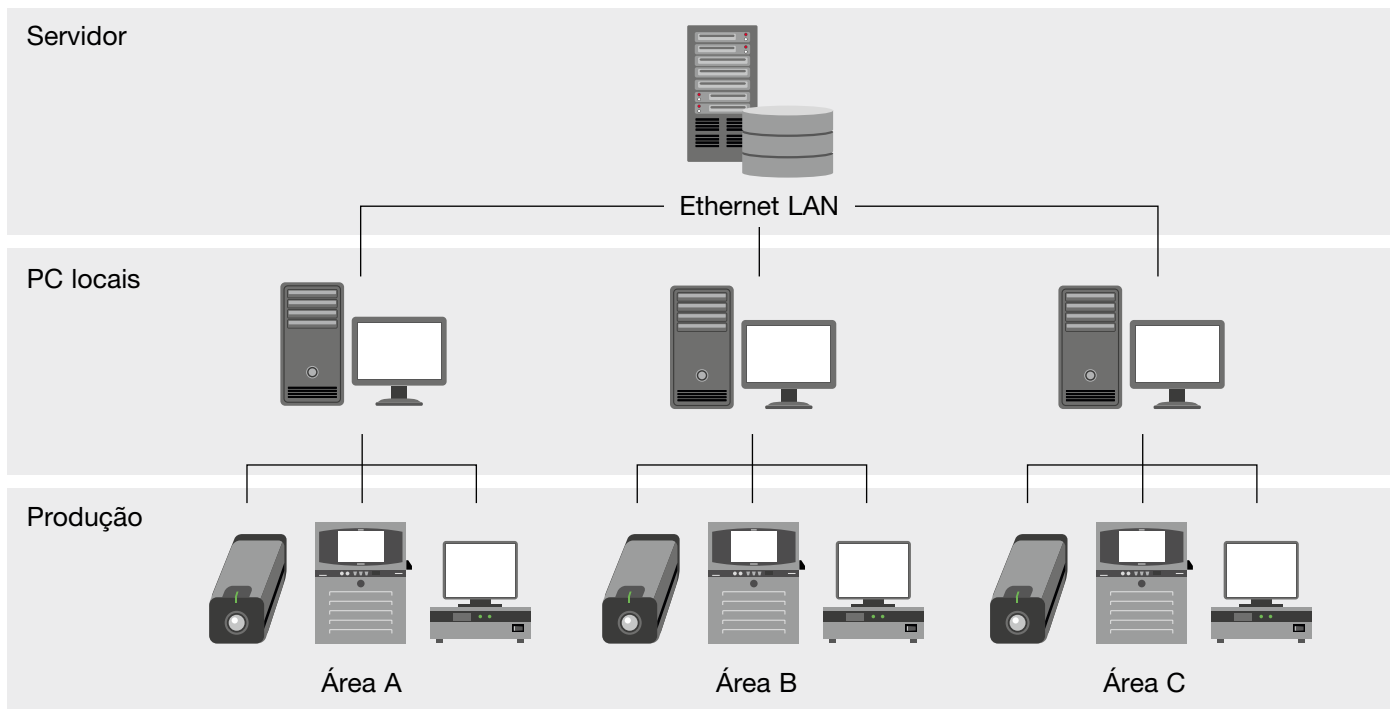 Servidor
Ethernet LAN
PC locais
Produção
Área A
Área B
Área C